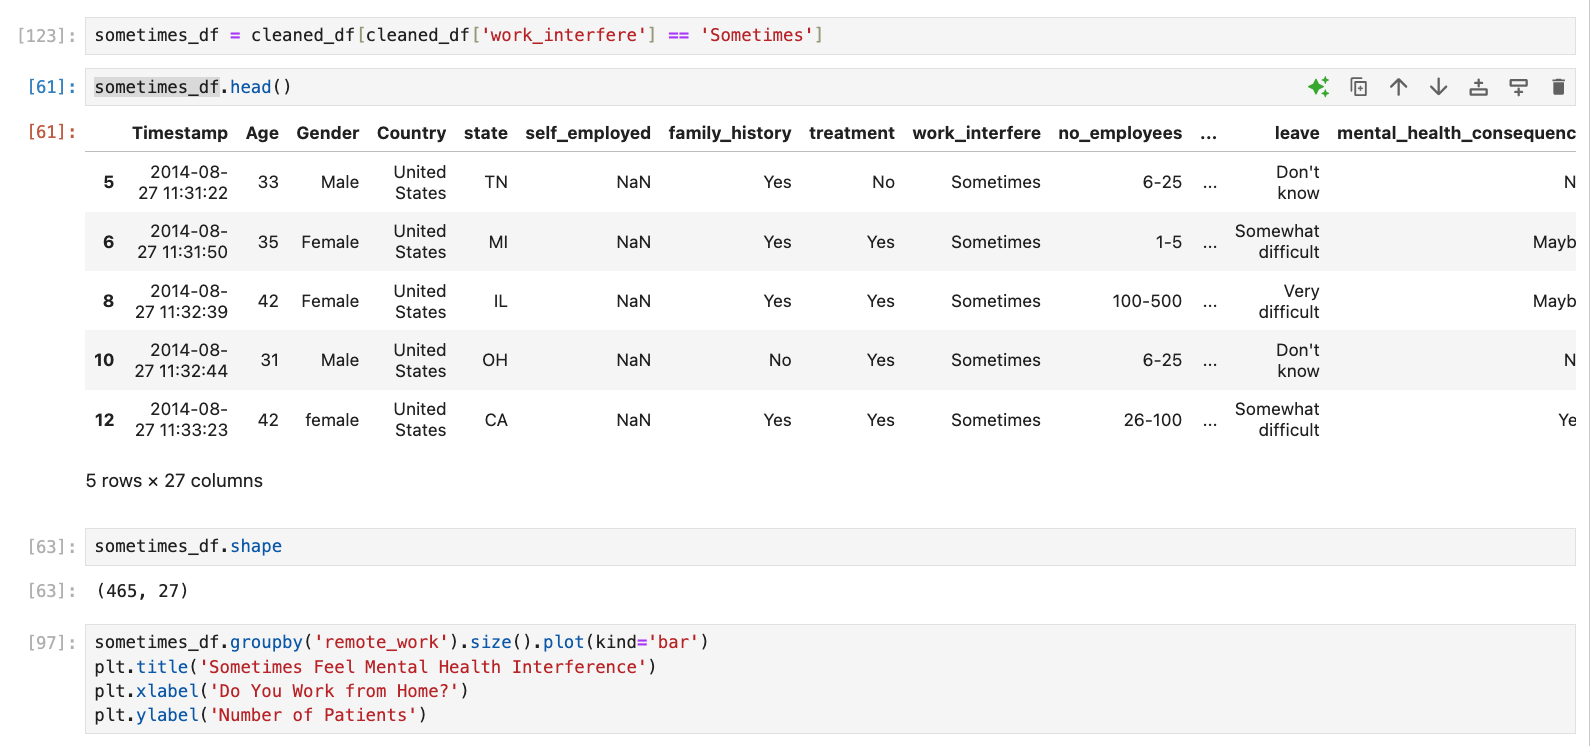 [123]: sometimes_df = cleaned_df[cleaned_df['work_interfere'] == 'Sometimes']
[61]: sometimes_df.head()
[61]: Timestamp Age Gender Country state self_employed family_history treatment work_interfere no_employees ... leave mental_health_consequenc
5 2014-08-27 11:31:22 33 Male United States TN NaN Yes No Sometimes 6-25 ... Don't know N
6 2014-08-27 11:31:50 35 Female United States MI NaN Yes Yes Sometimes 1-5 ... Somewhat difficult Mayb
8 2014-08-27 11:32:39 42 Female United States IL NaN Yes Yes Sometimes 100-500 ... Very difficult Mayb
10 2014-08-27 11:32:44 31 Male United States OH NaN No Yes Sometimes 6-25 ... Don't know N
12 2014-08-27 11:33:23 42 female United States CA NaN Yes Yes Sometimes 26-100 ... Somewhat difficult Ye
5 rows × 27 columns
[63]: sometimes_df.shape
[63]: (465, 27)
[97]: sometimes_df.groupby('remote_work').size().plot(kind='bar')
plt.title('Sometimes Feel Mental Health Interference')
plt.xlabel('Do You Work from Home?')
plt.ylabel('Number of Patients')